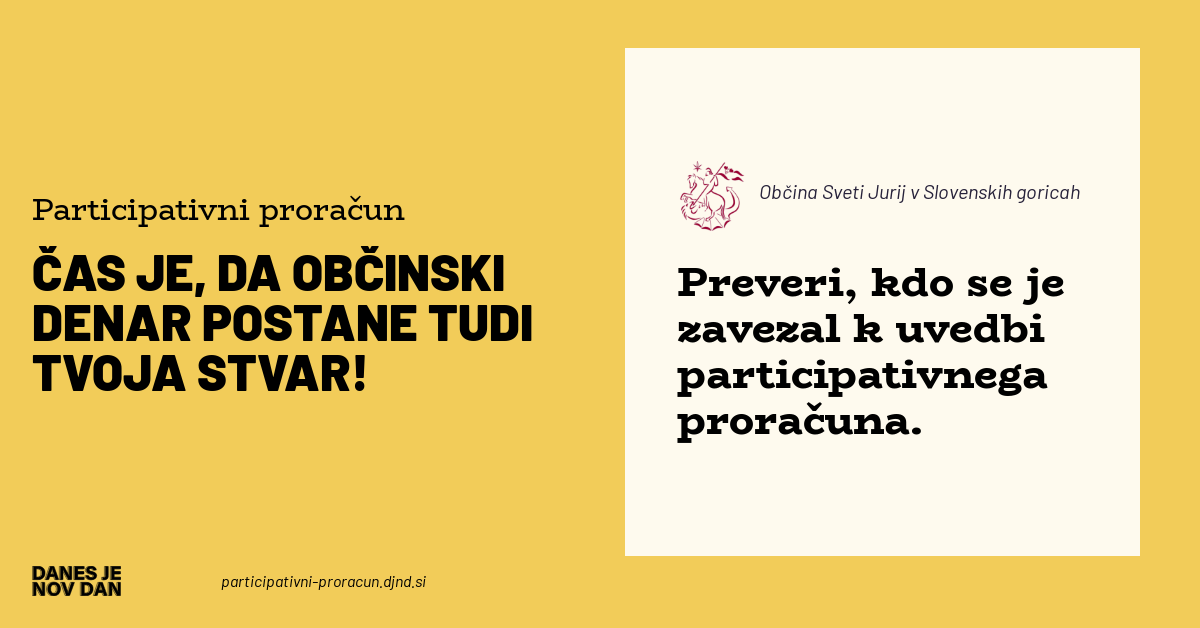 Participativni proračun
ČAS JE, DA OBČINSKI
DENAR POSTANE TUDI
TVOJA STVAR!
DANES JE
NOV DAN
participativni-proracun.djnd.si
Občina Sveti Jurij v Slovenskih goricah
Preveri, kdo se je
zavezal k uvedbi
participativnega
proračuna.